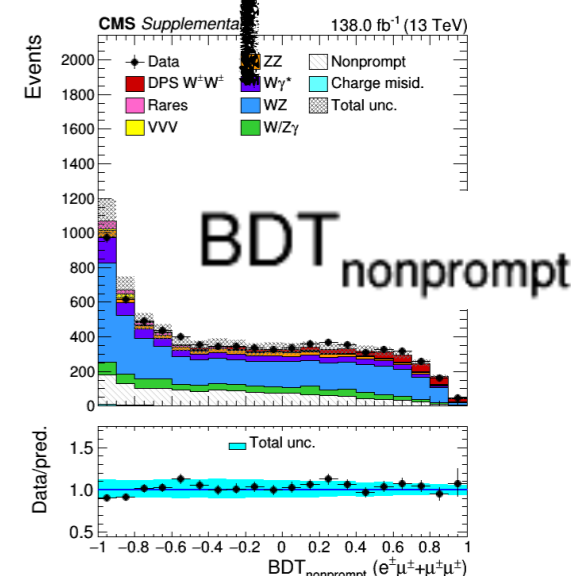 CMS Supplementa
138.0 fb⁻¹ (13 TeV)
Events
2000
1800
1600
1400
1200
1000
800
600
400
200
0
Data
DPS W±W±
Rares
VVV
ZZ
Wγ*
WZ
W/Zγ
Nonprompt
Charge misid.
Total unc.
BDT nonprompt
Data/pred.
1.5
1.0
0.5
Total unc.
−1 −0.8 −0.6 −0.4 −0.2 0 0.2 0.4 0.6 0.8 1
BDT nonprompt (e±μ±+μ±μ±)